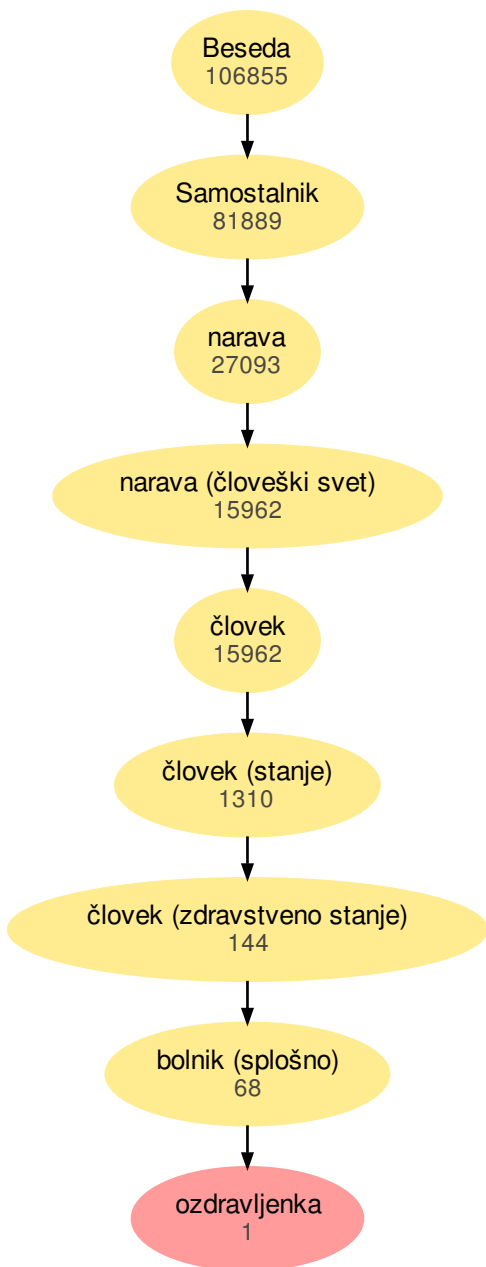 Beseda
106855
Samostalnik
81889
narava
27093
narava (človeški svet)
15962
človek
15962
človek (stanje)
1310
človek (zdravstveno stanje)
144
bolnik (splošno)
68
ozdravljenka
1